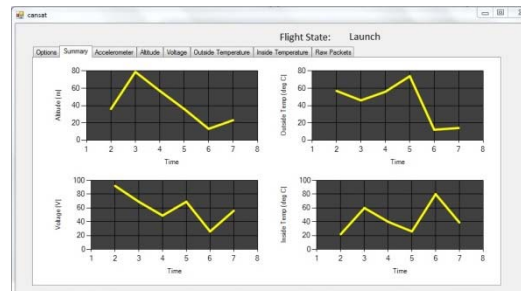 cansat
Flight State: Launch
Options Summary Accelerometer Altitude Voltage Outside Temperature Inside Temperature Raw Packets
Altitude [m]
80
60
40
20
0
1 2 3 4 5 6 7 8
Time
Outside Temp [deg C]
80
60
40
20
0
1 2 3 4 5 6 7 8
Time
Voltage [V]
100
80
60
40
20
0
1 2 3 4 5 6 7 8
Time
Inside Temp [deg C]
100
80
60
40
20
0
1 2 3 4 5 6 7 8
Time